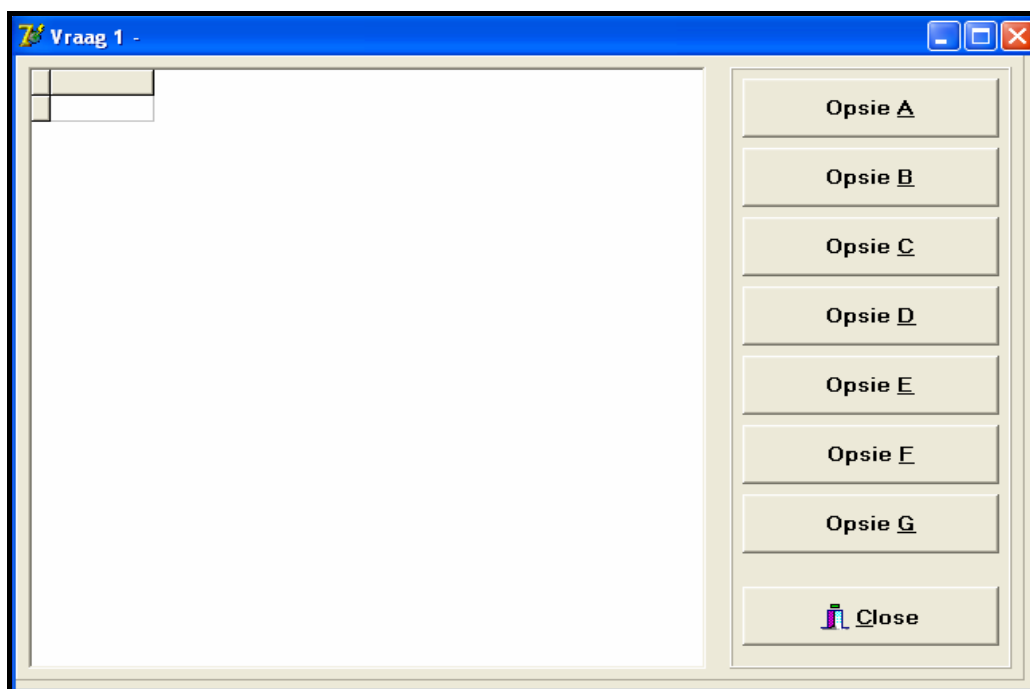 Vraag 1 -
Opsie A
Opsie B
Opsie C
Opsie D
Opsie E
Opsie F
Opsie G
Close